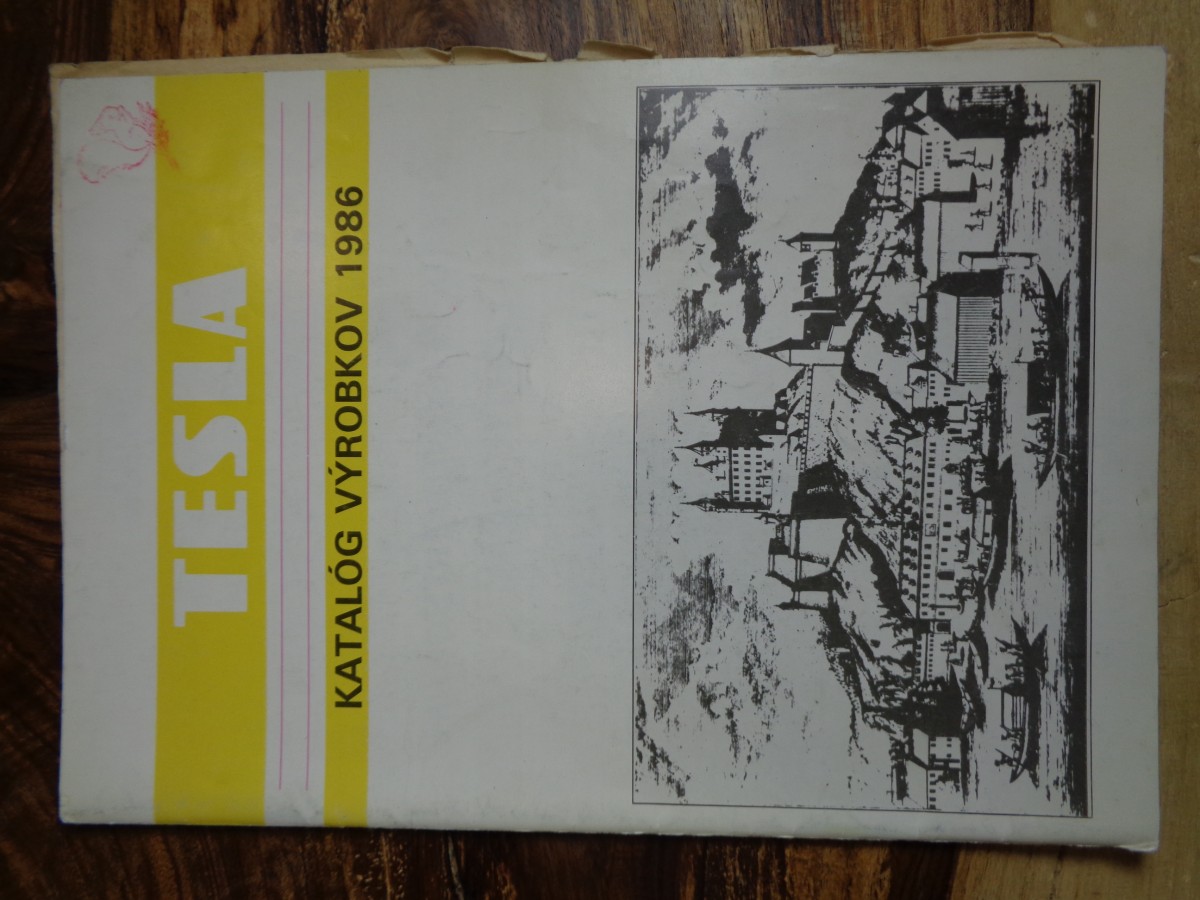 TESLA
KATALÓG VÝROBKOV 1986